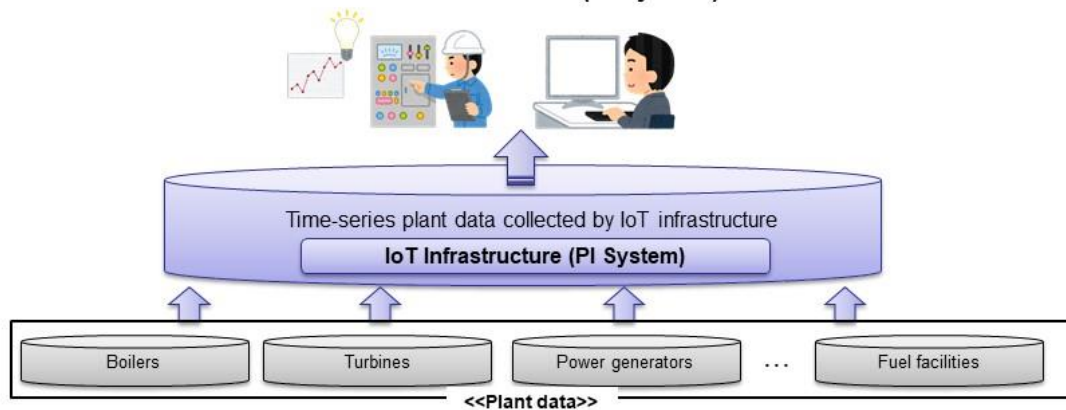 Time-series plant data collected by IoT infrastructure
IoT Infrastructure (PI System)
Boilers
Turbines
Power generators
...
Fuel facilities
<<Plant data>>